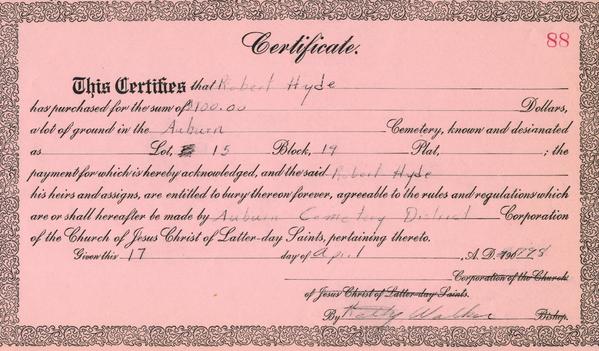 88
Certificate.
This Certifies that Robert Hyde
has purchased for the sum of $100.00 Dollars,
a lot of ground in the Auburn Cemetery, known and desianated
as Lot, 15 Block, 19 Plat, ; the
payment for which is hereby acknowledged, and the said Robert Hyde
his heirs and assigns, are entitled to bury thereon forever, agreeable to the rules and regulations which
are or shall hereafter be made by Auburn Cemetery District Corporation
of the Church of Jesus Christ of Latter-day Saints, pertaining thereto.
Given this 17 day of April A. D.
Corporation of the Church
of Jesus Christ of Latter-day Saints.
By Bishop.